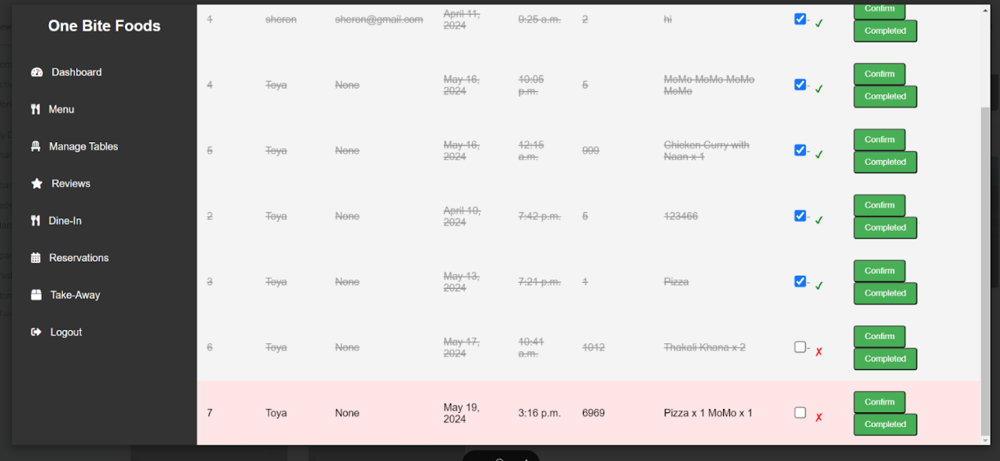 One Bite Foods
Dashboard
Menu
Manage Tables
Reviews
Dine-In
Reservations
Take-Away
Logout
1 sheron sheron@gmail.com April 11, 2024 9:25 a.m. 2 hi ✓ Confirm Completed
4 Toya None May 16, 2024 10:05 p.m. 5 MoMo MoMo MoMo MoMo ✓ Confirm Completed
5 Toya None May 16, 2024 12:15 a.m. 999 Chicken Curry with Naan x 1 ✓ Confirm Completed
2 Toya None April 10, 2024 7:42 p.m. 5 123466 ✓ Confirm Completed
3 Toya None May 13, 2024 7:21 p.m. 1 Pizza ✓ Confirm Completed
6 Toya None May 17, 2024 10:41 a.m. 1012 Thakali Khana x 2 ✗ Confirm Completed
7 Toya None May 19, 2024 3:16 p.m. 6969 Pizza x 1 MoMo x 1 ✗ Confirm Completed